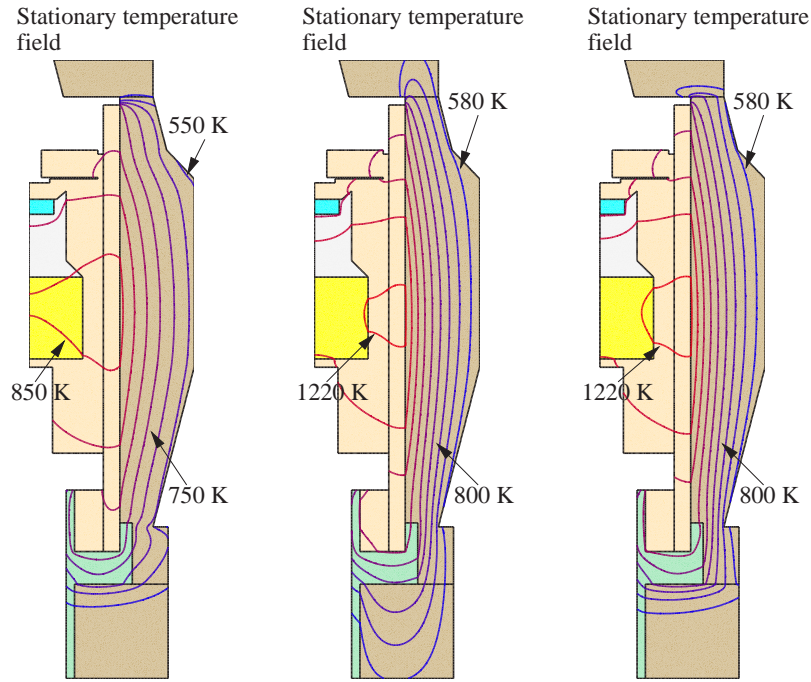 Stationary temperature
field
550 K
850 K
750 K
Stationary temperature
field
580 K
1220 K
800 K
Stationary temperature
field
580 K
1220 K
800 K